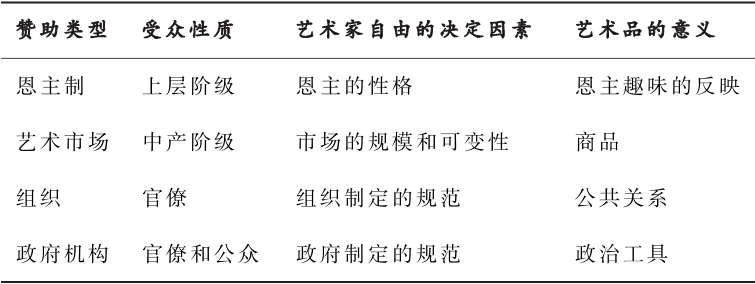 赞助类型 受众性质 艺术家自由的决定因素 艺术品的意义
恩主制 上层阶级 恩主的性格 恩主趣味的反映
艺术市场 中产阶级 市场的规模和可变性 商品
组织 官僚 组织制定的规范 公共关系
政府机构 官僚和公众 政府制定的规范 政治工具